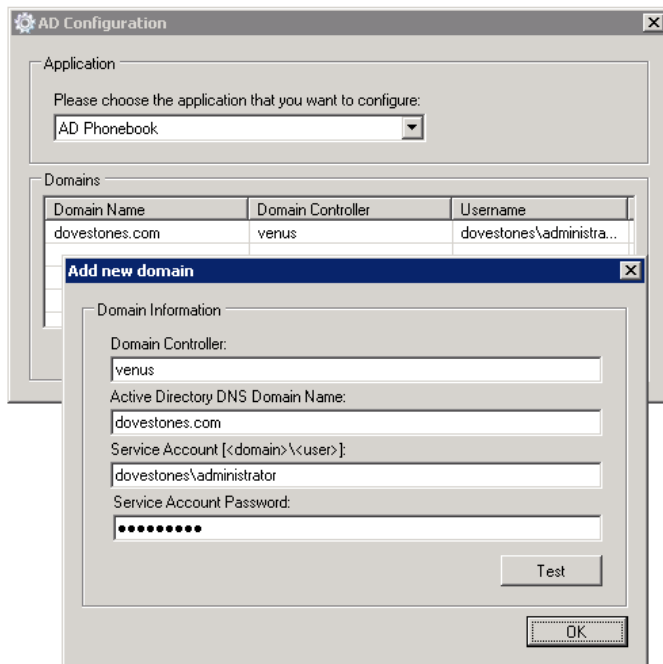 AD Configuration
Application
Please choose the application that you want to configure:
AD Phonebook
Domains
Domain Name Domain Controller Username
dovestones.com venus dovestones\administra...
Add new domain
Domain Information
Domain Controller:
venus
Active Directory DNS Domain Name:
dovestones.com
Service Account [<domain>\<user>]:
dovestones\administrator
Service Account Password:
●●●●●●●●●
Test
OK